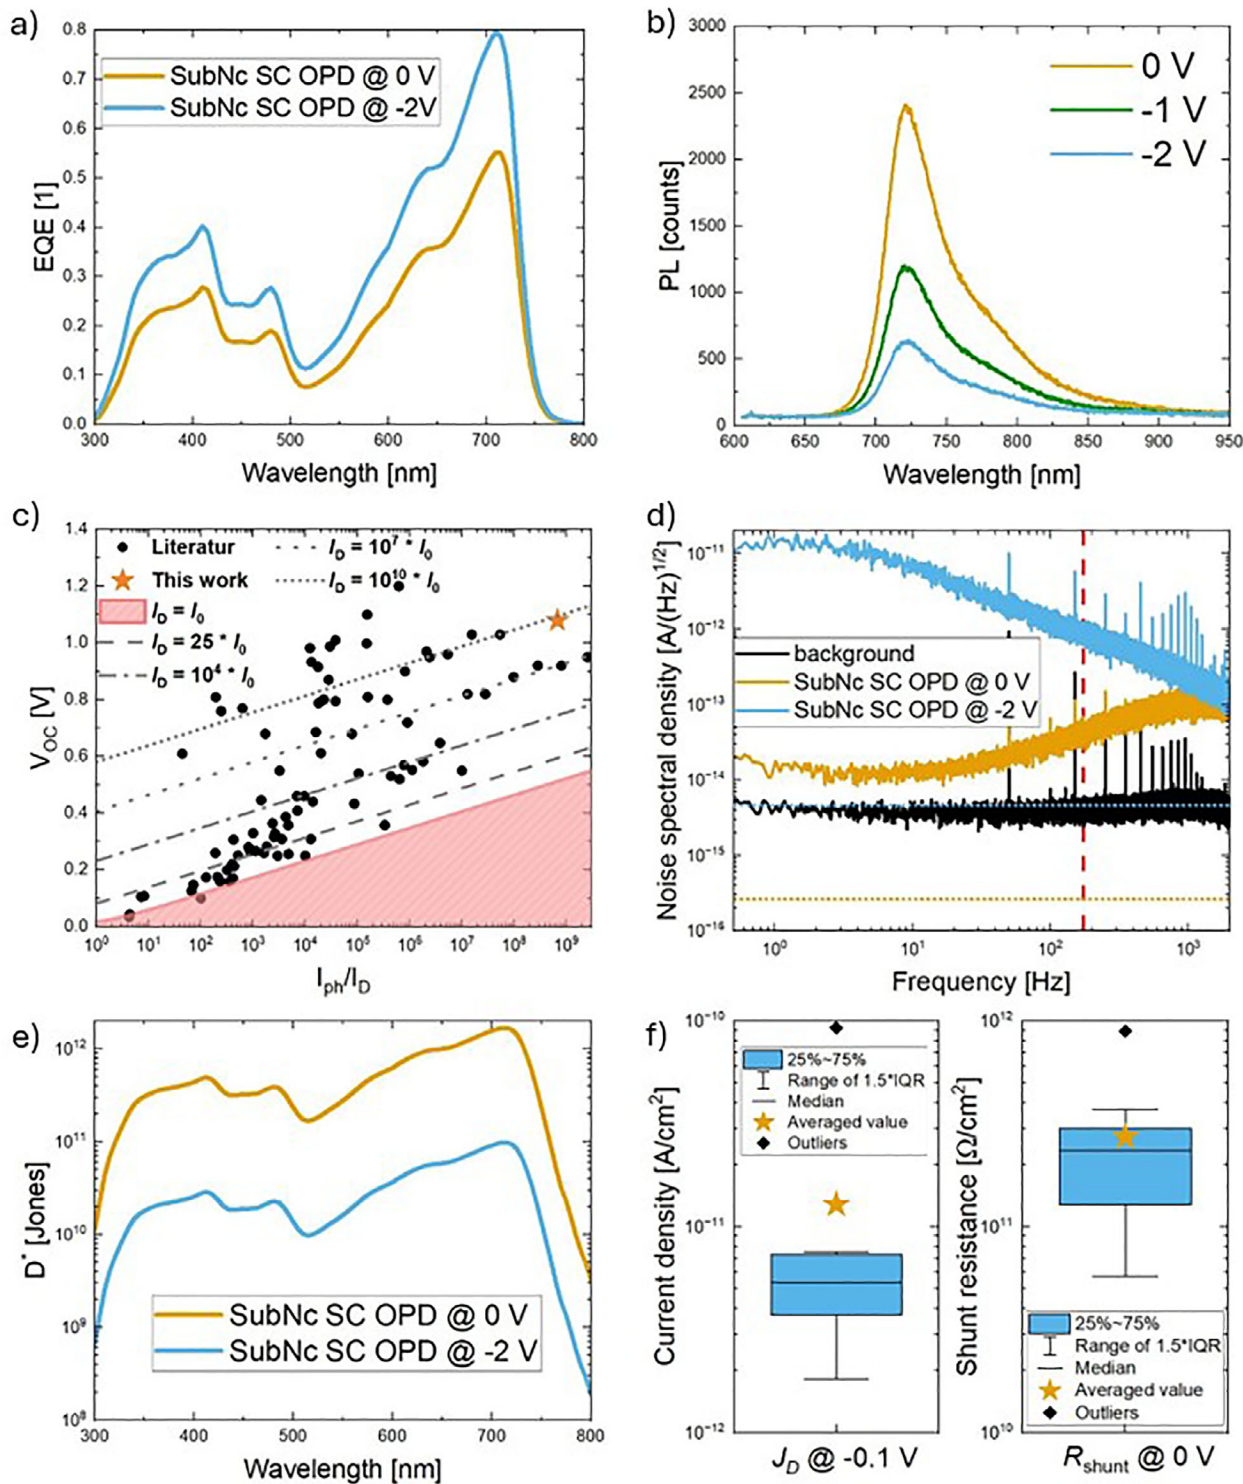 a)
0.8
0.7
0.6
0.5
0.4
0.3
0.2
0.1
0.0
EQE [1]
SubNc SC OPD @ 0 V
SubNc SC OPD @ -2V
300 400 500 600 700 800
Wavelength [nm]
b)
3000
2500
2000
1500
1000
500
0
PL [counts]
0 V
-1 V
-2 V
600 650 700 750 800 850 900 950
Wavelength [nm]
c)
1.4
1.2
1.0
0.8
0.6
0.4
0.2
0.0
V_OC [V]
Literatur
This work
I_D = I_0
I_D = 25 * I_0
I_D = 10^4 * I_0
I_D = 10^7 * I_0
I_D = 10^10 * I_0
10^0 10^1 10^2 10^3 10^4 10^5 10^6 10^7 10^8 10^9
I_ph/I_D
d)
10^-11
10^-12
10^-13
10^-14
10^-15
10^-16
Noise spectral density [A/(Hz)^1/2]
background
SubNc SC OPD @ 0 V
SubNc SC OPD @ -2 V
10^0 10^1 10^2 10^3
Frequency [Hz]
e)
10^12
10^11
10^10
10^9
10^8
D* [Jones]
SubNc SC OPD @ 0 V
SubNc SC OPD @ -2 V
300 400 500 600 700 800
Wavelength [nm]
f)
10^-10
10^-11
10^-12
Current density [A/cm^2]
25%~75%
Range of 1.5*IQR
Median
Averaged value
Outliers
J_D @ -0.1 V
10^12
10^11
10^10
Shunt resistance [Ω/cm^2]
25%~75%
Range of 1.5*IQR
Median
Averaged value
Outliers
R_shunt @ 0 V